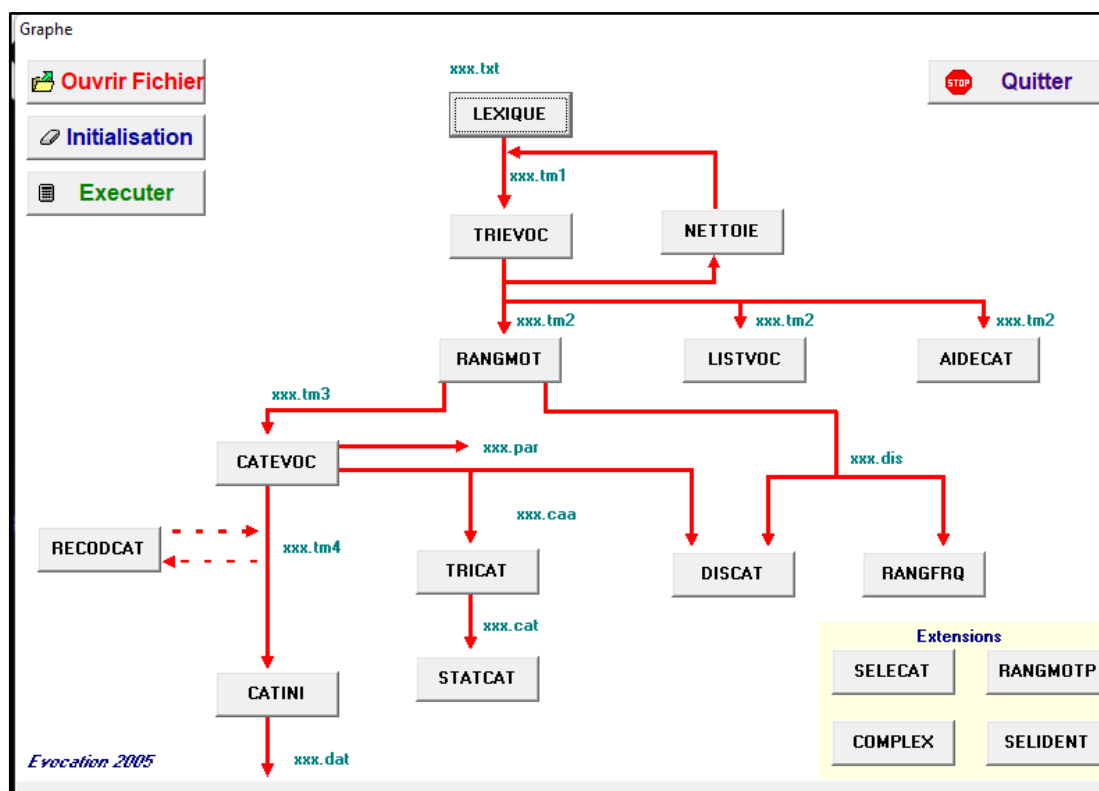 Graphe
xxx.txt
Ouvrir Fichier
STOP Quitter
LEXIQUE
Initialisation
xxx.tm1
Executer
TRIEVOC
NETTOIE
xxx.tm2
xxx.tm2
xxx.tm2
RANGMOT
LISTVOC
AIDECAT
xxx.tm3
CATEVOC
xxx.par
xxx.dis
xxx.caa
RECODCAT
xxx.tm4
TRICAT
DISCAT
RANGFRQ
xxx.cat
Extensions
STATCAT
SELECAT
RANGMOTP
CATINI
COMPLEX
SELIDENT
Evocation 2005
xxx.dat